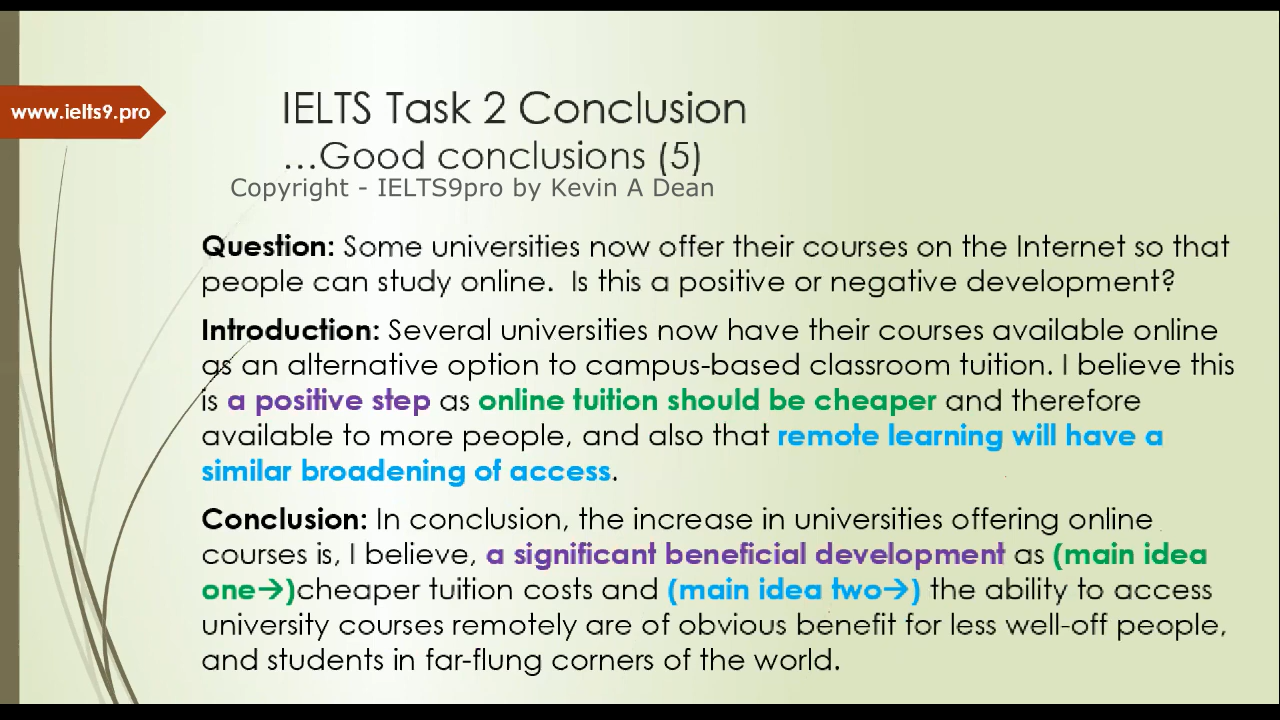 www.ielts9.pro
IELTS Task 2 Conclusion
…Good conclusions (5)
Copyright - IELTS9pro by Kevin A Dean
Question: Some universities now offer their courses on the Internet so that
people can study online.  Is this a positive or negative development?
Introduction: Several universities now have their courses available online
as an alternative option to campus-based classroom tuition. I believe this
is a positive step as online tuition should be cheaper and therefore
available to more people, and also that remote learning will have a
similar broadening of access.
Conclusion: In conclusion, the increase in universities offering online
courses is, I believe, a significant beneficial development as (main idea
one→)cheaper tuition costs and (main idea two→) the ability to access
university courses remotely are of obvious benefit for less well-off people,
and students in far-flung corners of the world.